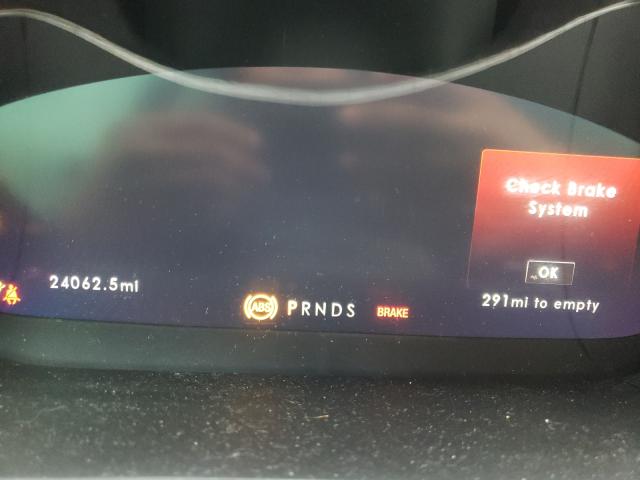 Check Brake
System
OK
24062.5mi
291mi to empty
ABS
PRNDS
BRAKE